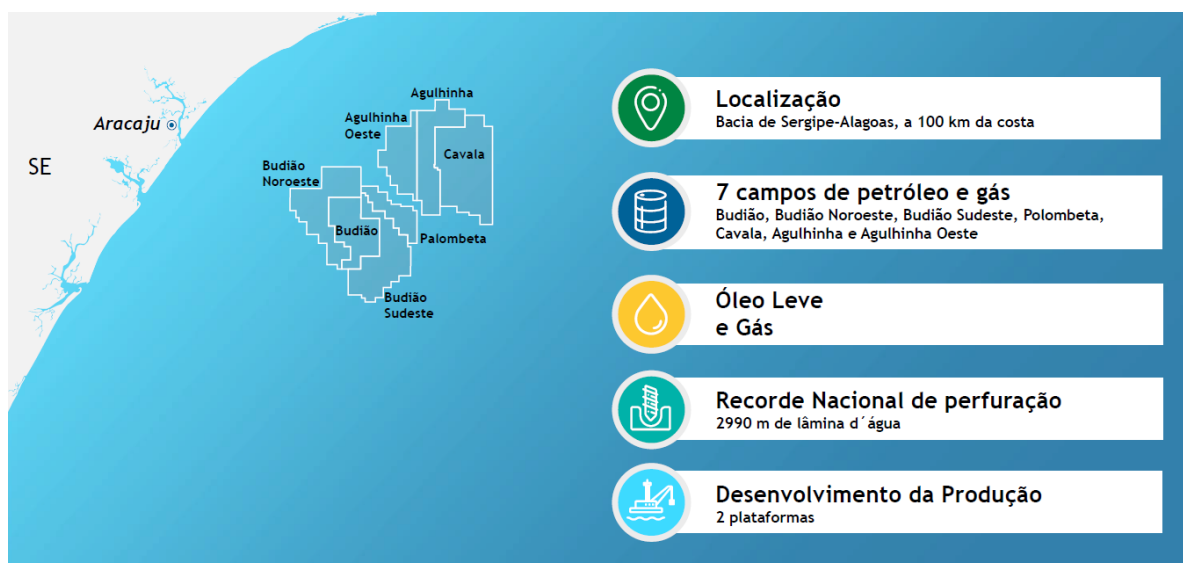 Aracaju
SE
Agulhinha
Agulhinha
Oeste
Cavala
Budião
Noroeste
Budião
Palombeta
Budião
Sudeste
Localização
Bacia de Sergipe-Alagoas, a 100 km da costa
7 campos de petróleo e gás
Budião, Budião Noroeste, Budião Sudeste, Polombeta,
Cavala, Agulhinha e Agulhinha Oeste
Óleo Leve
e Gás
Recorde Nacional de perfuração
2990 m de lâmina d´água
Desenvolvimento da Produção
2 plataformas